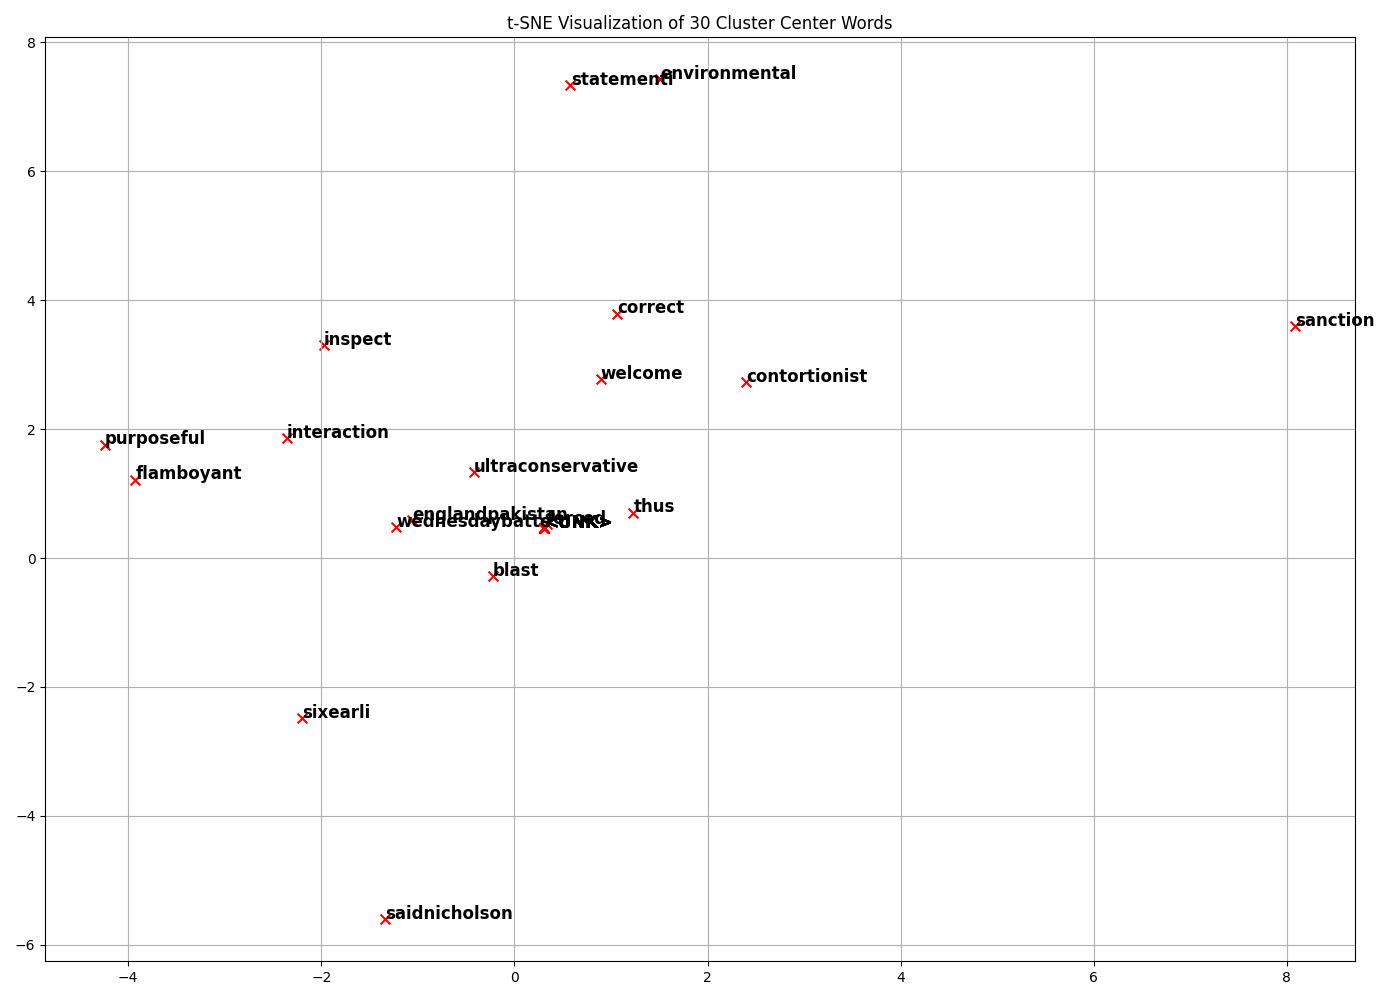 t-SNE Visualization of 30 Cluster Center Words
8
environmental
statementi
6
4
correct
sanction
inspect
welcome
contortionist
2
interaction
purposeful
ultraconservative
flamboyant
thus
englandpakistan
<UNK>
0
blast
−2
sixearli
−4
saidnicholson
−6
−4
−2
0
2
4
6
8